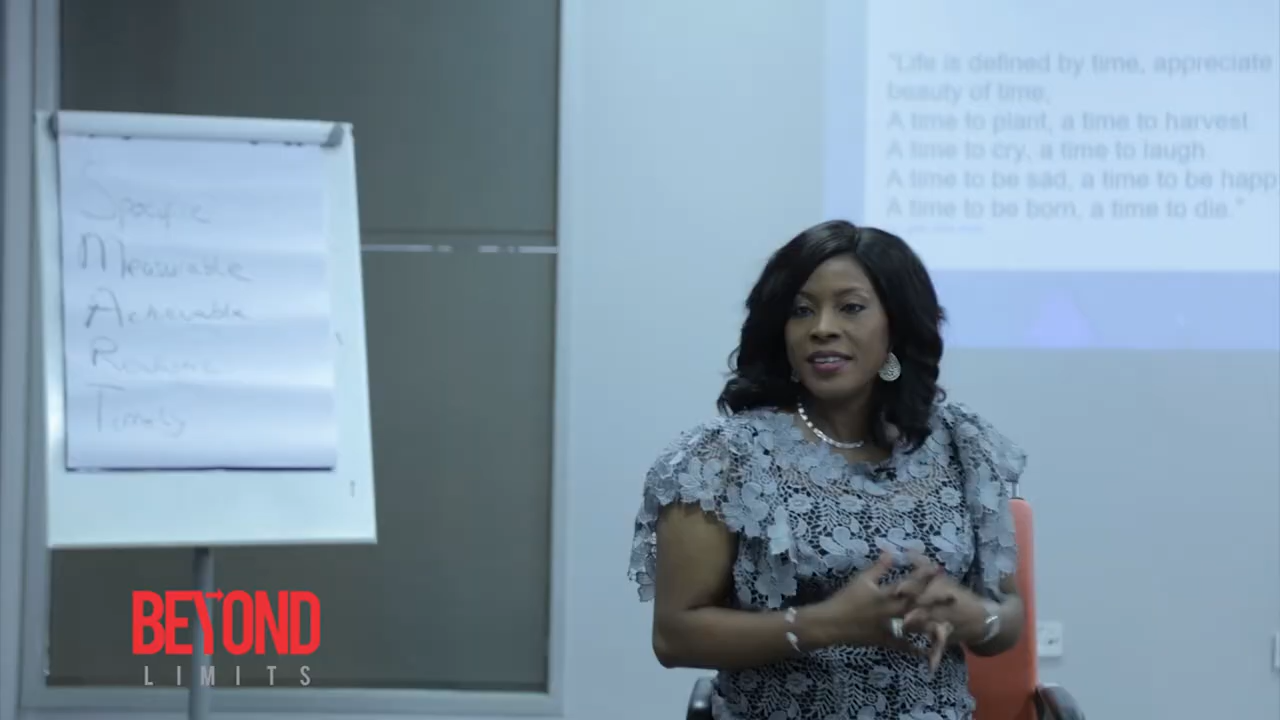 Specific
Measurable
Achievable
Timely
"Life is defined by time, appreciate
beauty of time,
A time to plant, a time to harvest
A time to cry, a time to laugh
A time to be sad, a time to be happ
A time to be born, a time to die."
BEYOND
LIMITS